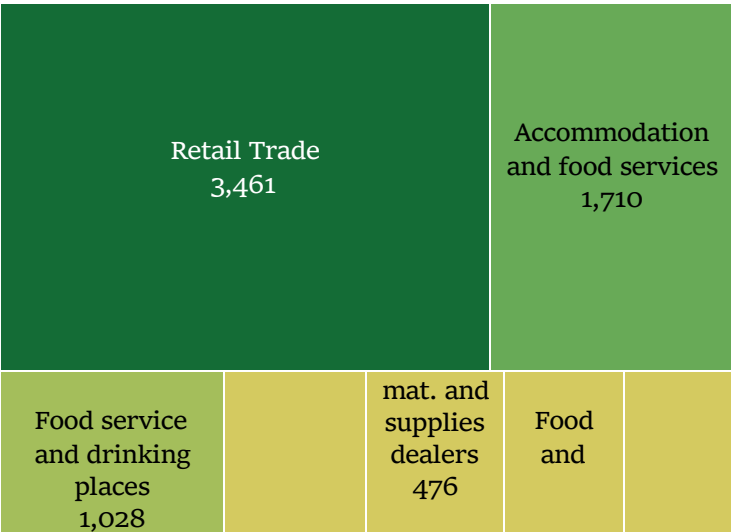 Retail Trade
3,461
Accommodation
and food services
1,710
Food service
and drinking
places
1,028
mat. and
supplies
dealers
476
Food
and